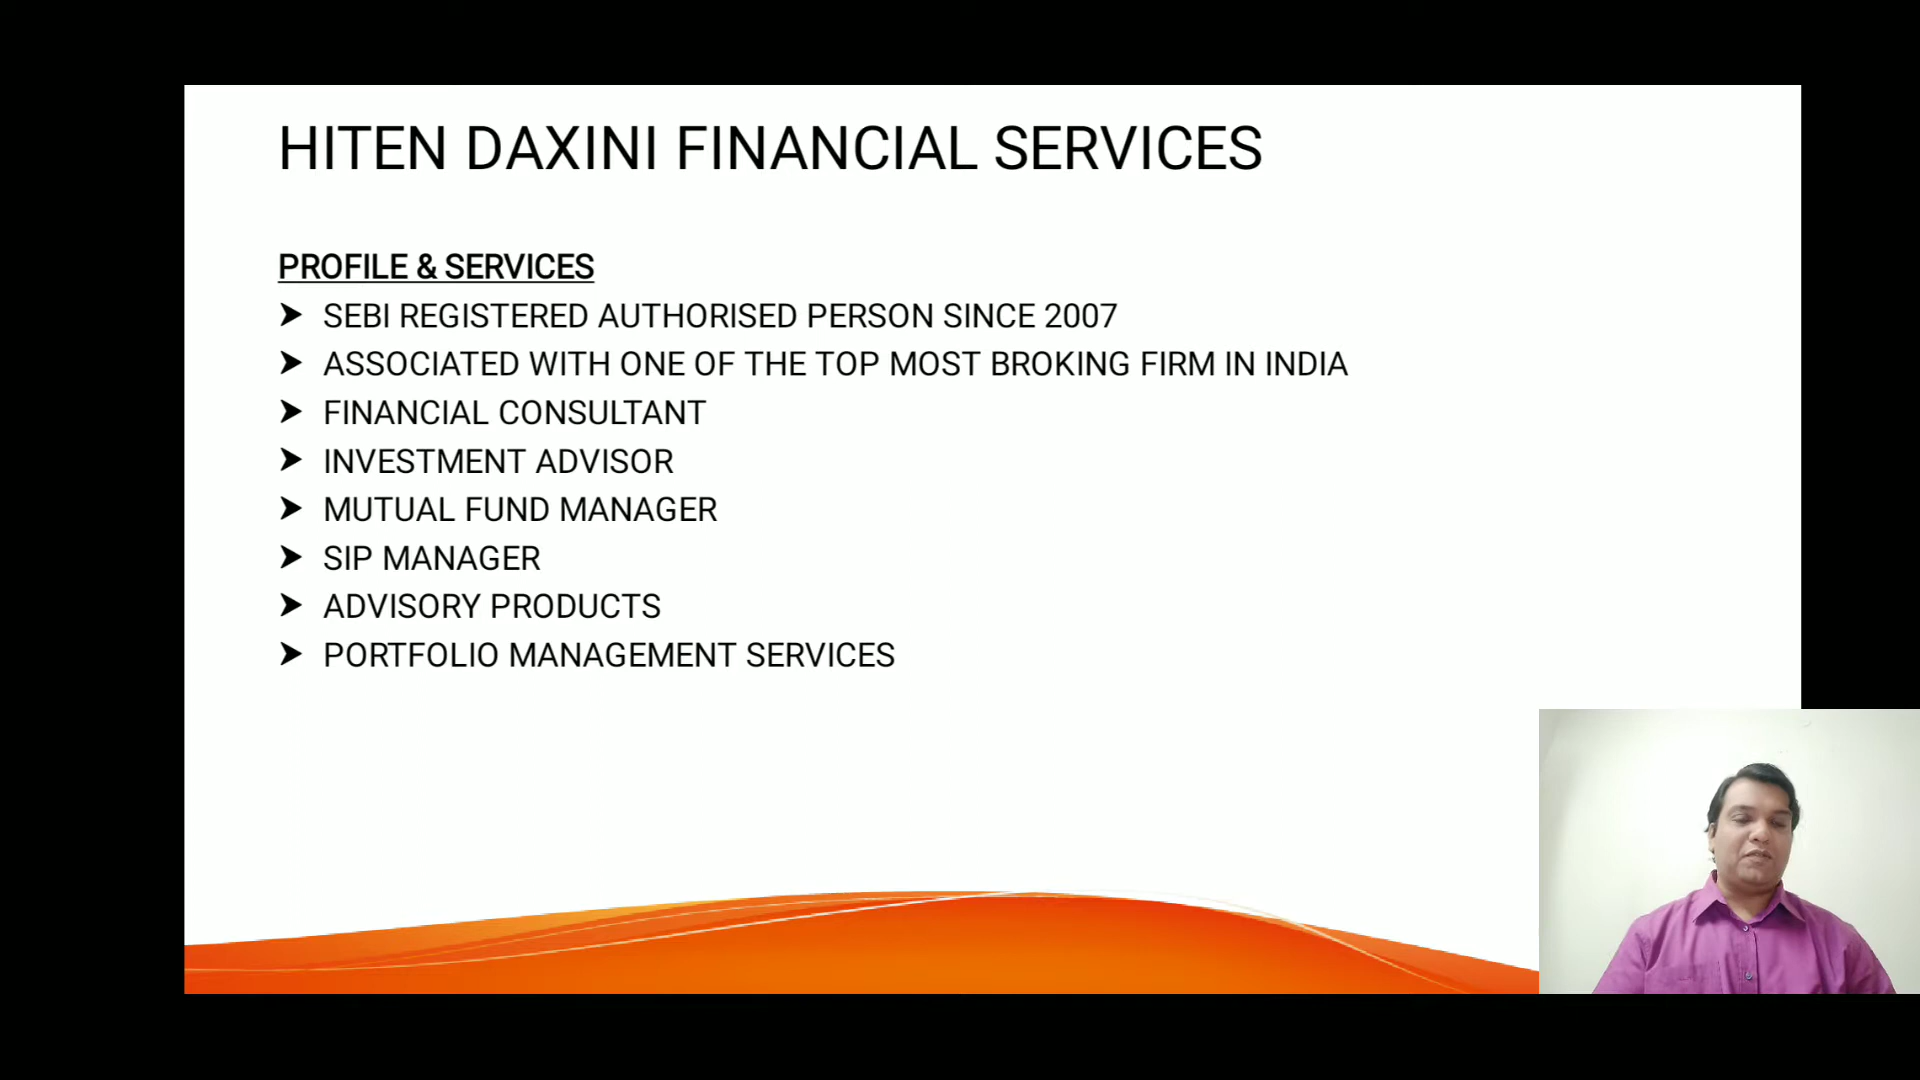 HITEN DAXINI FINANCIAL SERVICES
PROFILE & SERVICES
➤ SEBI REGISTERED AUTHORISED PERSON SINCE 2007
➤ ASSOCIATED WITH ONE OF THE TOP MOST BROKING FIRM IN INDIA
➤ FINANCIAL CONSULTANT
➤ INVESTMENT ADVISOR
➤ MUTUAL FUND MANAGER
➤ SIP MANAGER
➤ ADVISORY PRODUCTS
➤ PORTFOLIO MANAGEMENT SERVICES